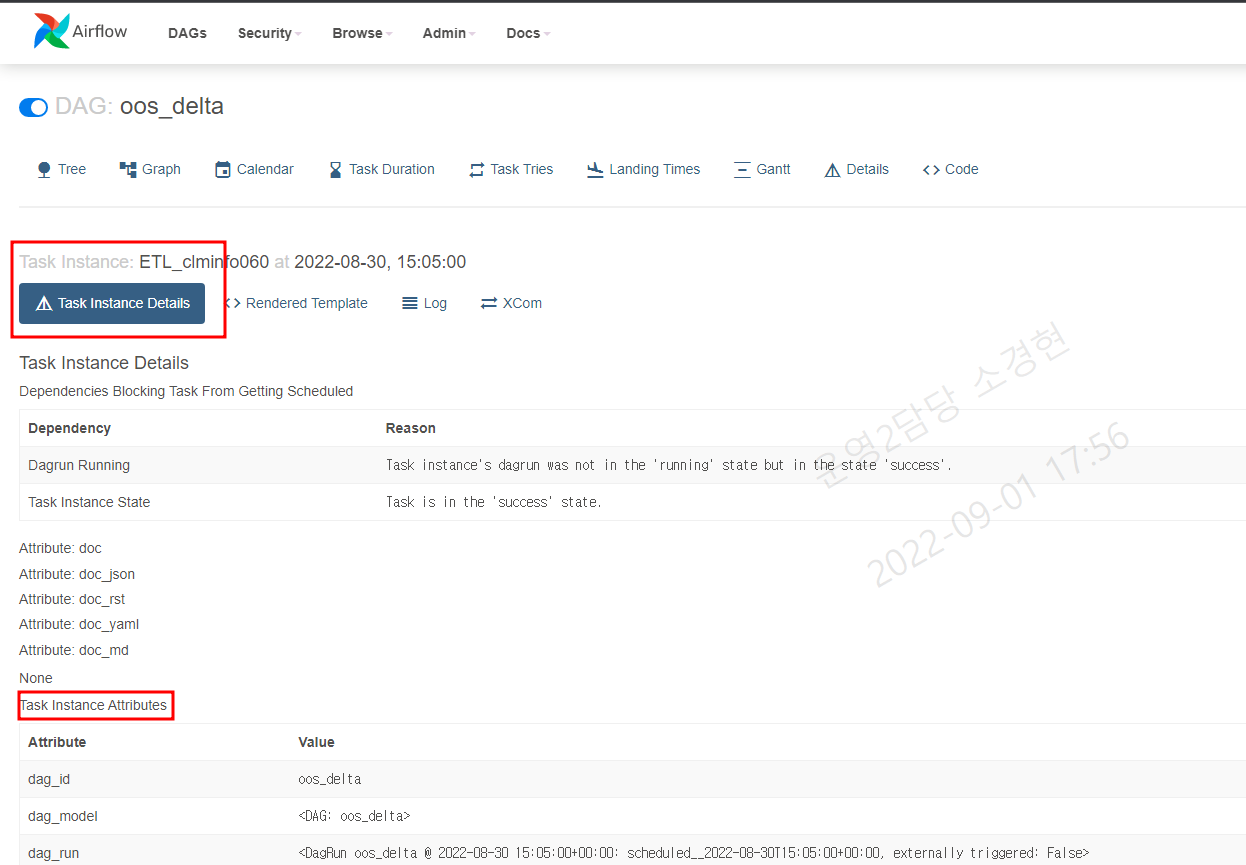 Airflow DAGs Security Browse Admin Docs
DAG: oos_delta
Tree Graph Calendar Task Duration Task Tries Landing Times Gantt Details <> Code
Task Instance: ETL_clminfo060 at 2022-08-30, 15:05:00
Task Instance Details <> Rendered Template Log XCom
Task Instance Details
Dependencies Blocking Task From Getting Scheduled
Dependency Reason
Dagrun Running Task instance's dagrun was not in the 'running' state but in the state 'success'.
Task Instance State Task is in the 'success' state.
운영2담당 소경현
2022-09-01 17:56
Attribute: doc
Attribute: doc_json
Attribute: doc_rst
Attribute: doc_yaml
Attribute: doc_md
None
Task Instance Attributes
Attribute Value
dag_id oos_delta
dag_model <DAG: oos_delta>
dag_run <DagRun oos_delta @ 2022-08-30 15:05:00+00:00: scheduled__2022-08-30T15:05:00+00:00, externally triggered: False>